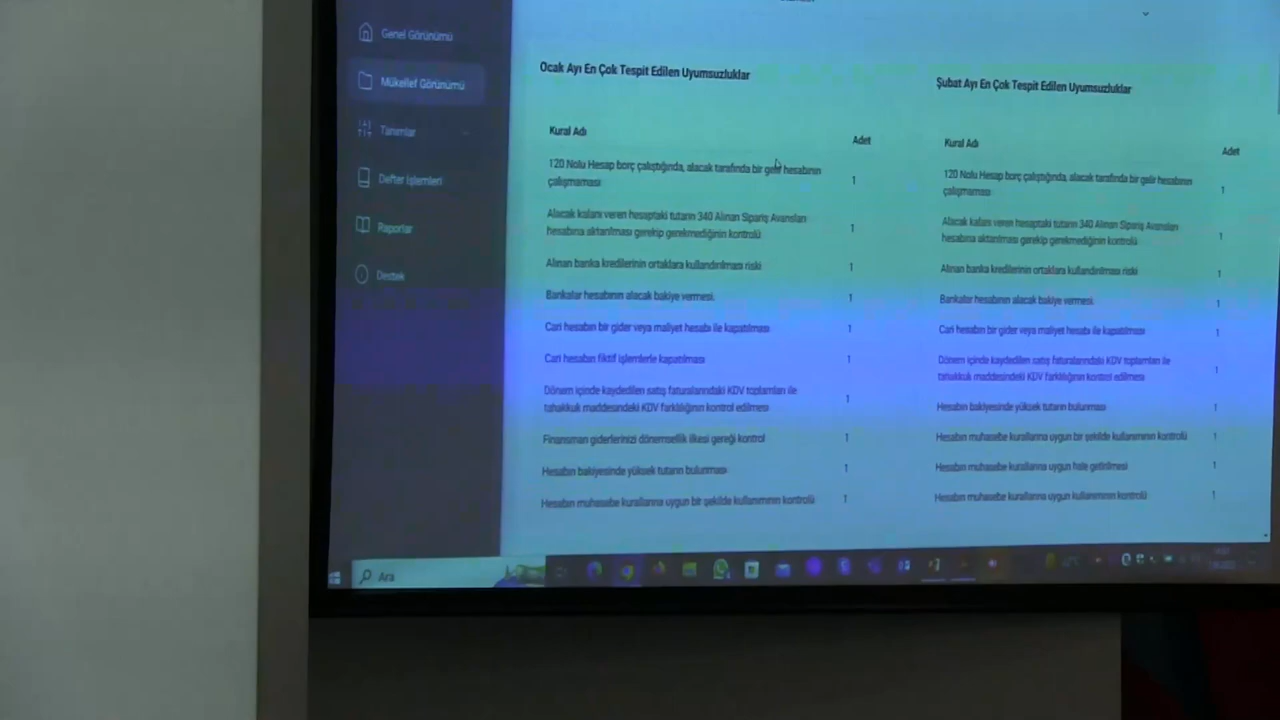 Genel Görünümü
Mükellef Görünümü
Tanımlar
Defter İşlemleri
Raporlar
Destek
Ocak Ayı En Çok Tespit Edilen Uyumsuzluklar
Kural Adı
Adet
120 Nolu Hesap borç çalıştığında, alacak tarafında bir gelir hesabının
çalışmaması
1
Alacak kalanı veren hesaptaki tutarın 340 Alınan Sipariş Avansları
hesabına aktarılması gerekip gerekmediğinin kontrolü
1
Alınan banka kredilerinin ortaklara kullandırılması riski
1
Bankalar hesabının alacak bakiye vermesi.
1
Cari hesabın bir gider veya maliyet hesabı ile kapatılması
1
Cari hesabın fiktif işlemlerle kapatılması
1
Dönem içinde kaydedilen satış faturalarındaki KDV toplamları ile
tahakkuk maddesindeki KDV farklılığının kontrol edilmesi
1
Finansman giderlerinizi dönemsellik ilkesi gereği kontrol
1
Hesabın bakiyesinde yüksek tutarın bulunması
1
Hesabın muhasebe kurallarına uygun bir şekilde kullanımının kontrolü
1
Şubat Ayı En Çok Tespit Edilen Uyumsuzluklar
Kural Adı
Adet
120 Nolu Hesap borç çalıştığında, alacak tarafında bir gelir hesabının
çalışmaması
1
Alacak kalanı veren hesaptaki tutarın 340 Alınan Sipariş Avansları
hesabına aktarılması gerekip gerekmediğinin kontrolü
1
Alınan banka kredilerinin ortaklara kullandırılması riski
1
Bankalar hesabının alacak bakiye vermesi.
1
Cari hesabın bir gider veya maliyet hesabı ile kapatılması
1
Dönem içinde kaydedilen satış faturalarındaki KDV toplamları ile
tahakkuk maddesindeki KDV farklılığının kontrol edilmesi
1
Hesabın bakiyesinde yüksek tutarın bulunması
1
Hesabın muhasebe kurallarına uygun bir şekilde kullanımının kontrolü
1
Hesabın muhasebe kurallarına uygun hale getirilmesi
1
Hesabın muhasebe kurallarına uygun kullanımının kontrolü
1
Ara